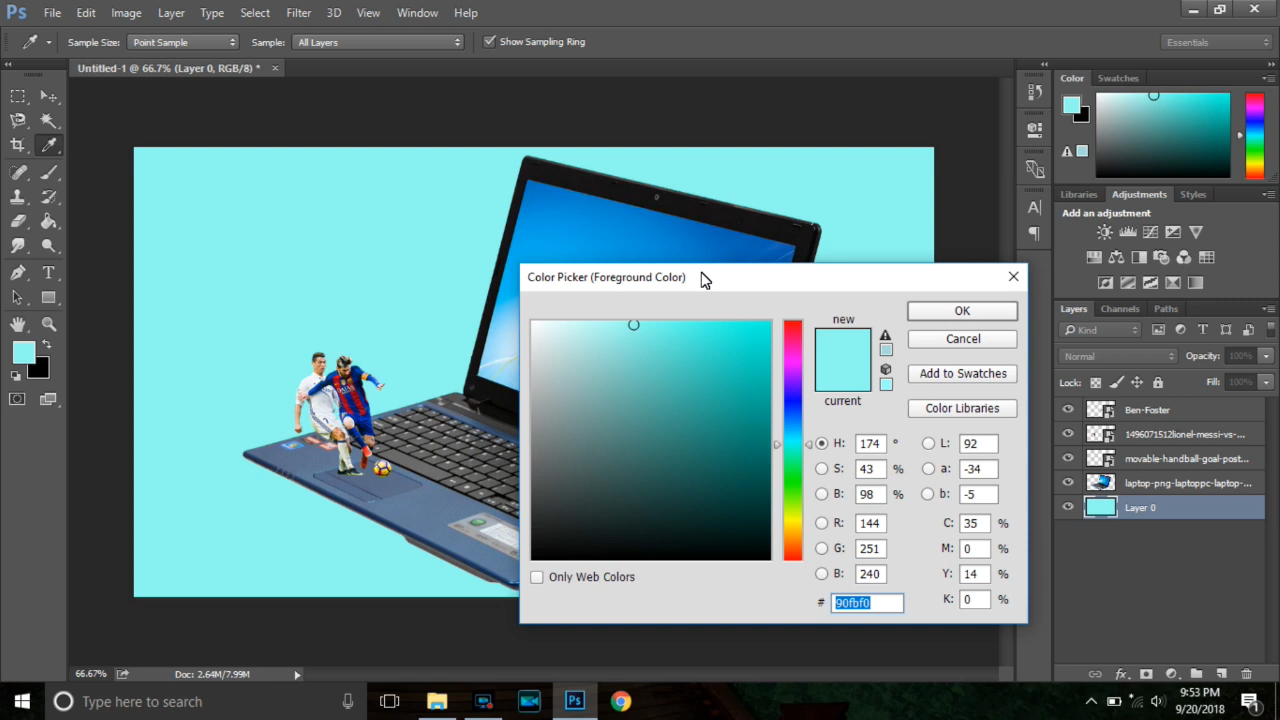 Ps File Edit Image Layer Type Select Filter 3D View Window Help
Sample Size: Point Sample Sample: All Layers Show Sampling Ring Essentials
Untitled-1 @ 66.7% (Layer 0, RGB/8) * ×
Color Swatches
Libraries Adjustments Styles
Add an adjustment
Layers Channels Paths
Kind
Normal Opacity: 100%
Lock: Fill: 100%
Ben-Foster
1496071512lionel-messi-vs-...
movable-handball-goal-post...
laptop-png-laptoppc-laptop-...
Layer 0
Color Picker (Foreground Color)
new
current
OK
Cancel
Add to Swatches
Color Libraries
H: 174 ° L: 92
S: 43 % a: -34
B: 98 % b: -5
R: 144 C: 35 %
G: 251 M: 0 %
B: 240 Y: 14 %
# 90fbf0 K: 0 %
Only Web Colors
66.67% Doc: 2.64M/7.99M
Type here to search
Ps
9:53 PM
9/20/2018
1